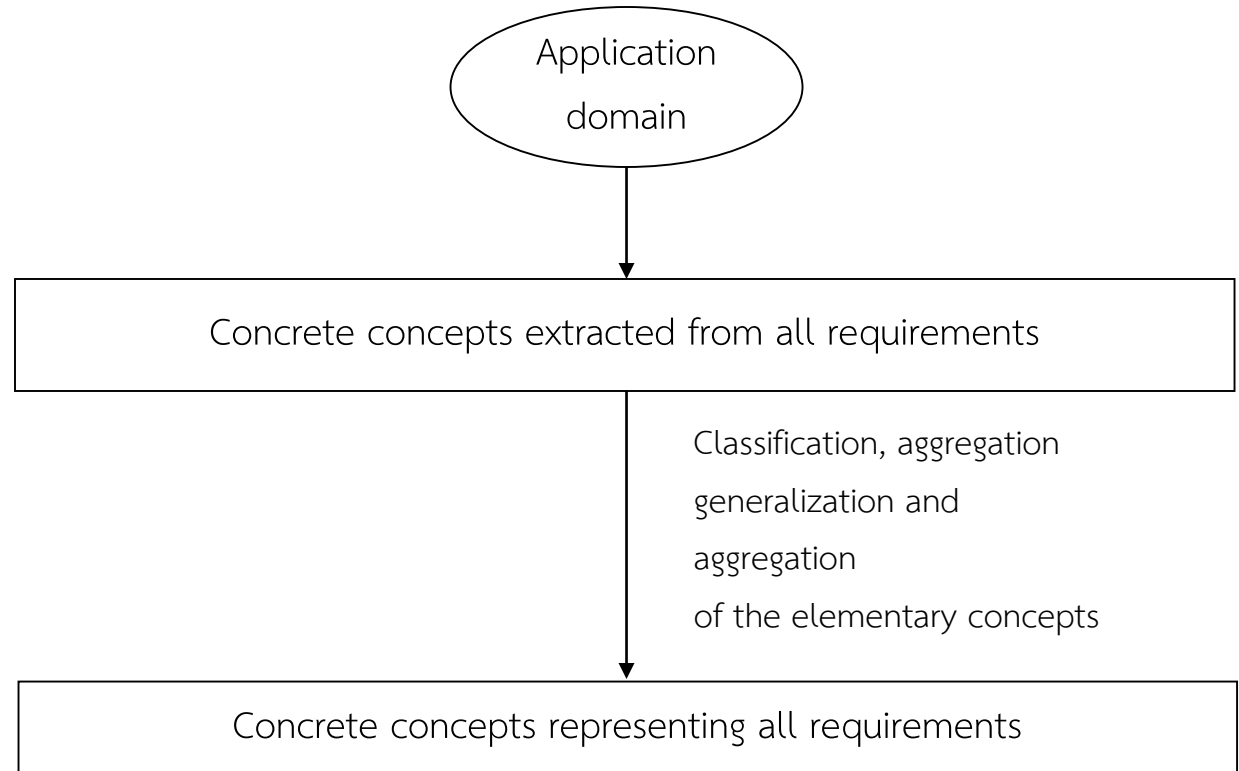 Application
domain
Concrete concepts extracted from all requirements
Classification, aggregation
generalization and
aggregation
of the elementary concepts
Concrete concepts representing all requirements